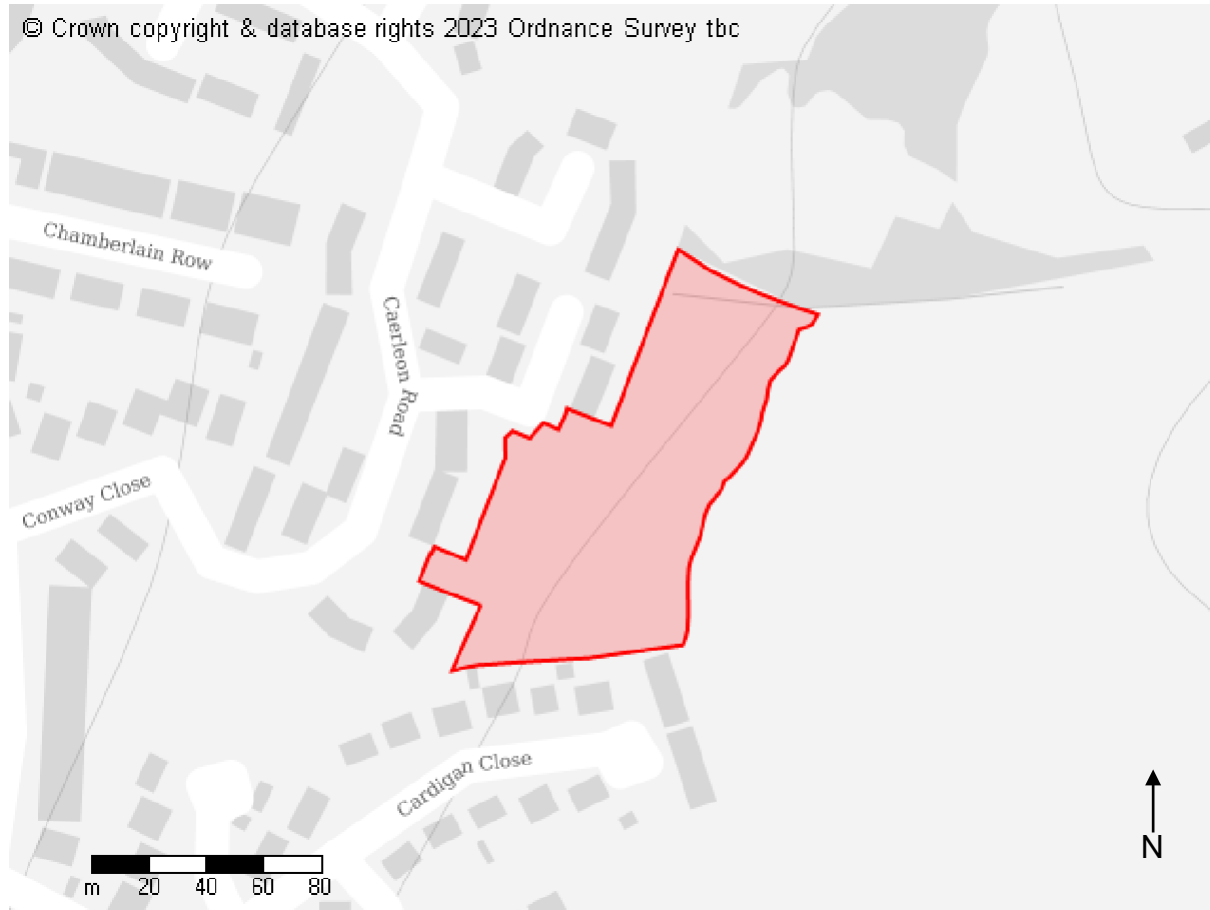 © Crown copyright & database rights 2023 Ordnance Survey tbc
Chamberlain Row
Caerleon Road
Conway Close
Cardigan Close
m 20 40 60 80
N